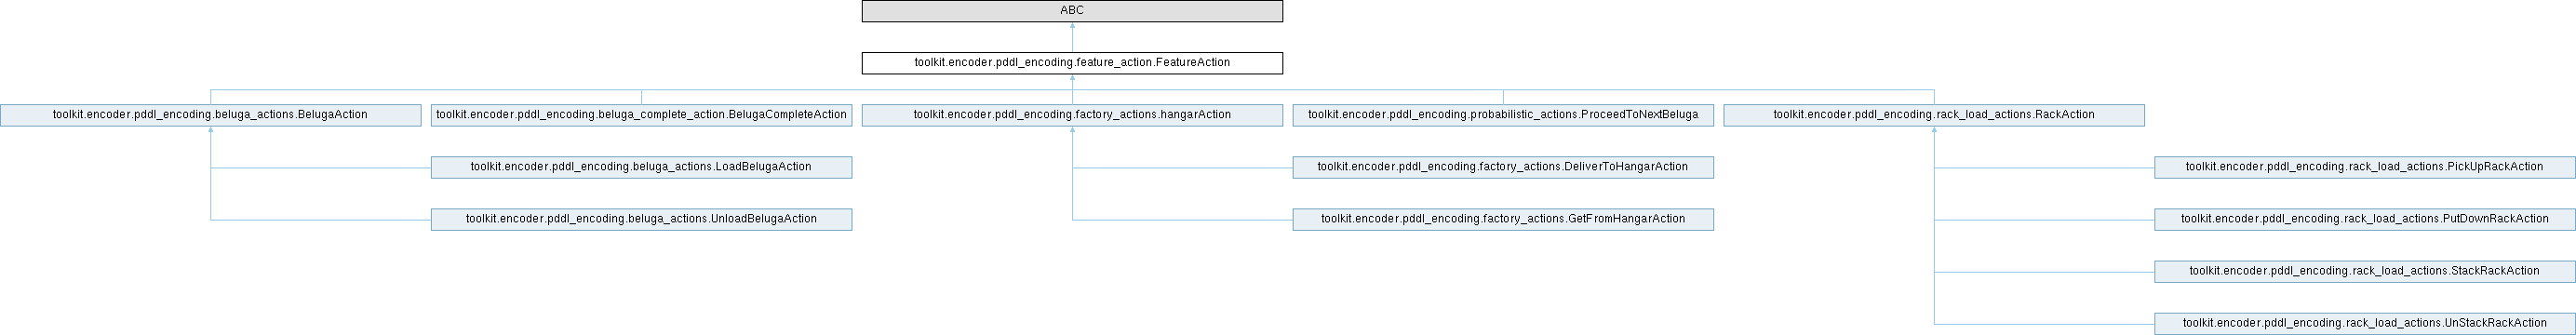 ABC
toolkit.encoder.pddl_encoding.feature_action.FeatureAction
toolkit.encoder.pddl_encoding.beluga_actions.BelugaAction
toolkit.encoder.pddl_encoding.beluga_complete_action.BelugaCompleteAction
toolkit.encoder.pddl_encoding.factory_actions.hangarAction
toolkit.encoder.pddl_encoding.probabilistic_actions.ProceedToNextBeluga
toolkit.encoder.pddl_encoding.rack_load_actions.RackAction
toolkit.encoder.pddl_encoding.beluga_actions.LoadBelugaAction
toolkit.encoder.pddl_encoding.factory_actions.DeliverToHangarAction
toolkit.encoder.pddl_encoding.rack_load_actions.PickUpRackAction
toolkit.encoder.pddl_encoding.beluga_actions.UnloadBelugaAction
toolkit.encoder.pddl_encoding.factory_actions.GetFromHangarAction
toolkit.encoder.pddl_encoding.rack_load_actions.PutDownRackAction
toolkit.encoder.pddl_encoding.rack_load_actions.StackRackAction
toolkit.encoder.pddl_encoding.rack_load_actions.UnStackRackAction